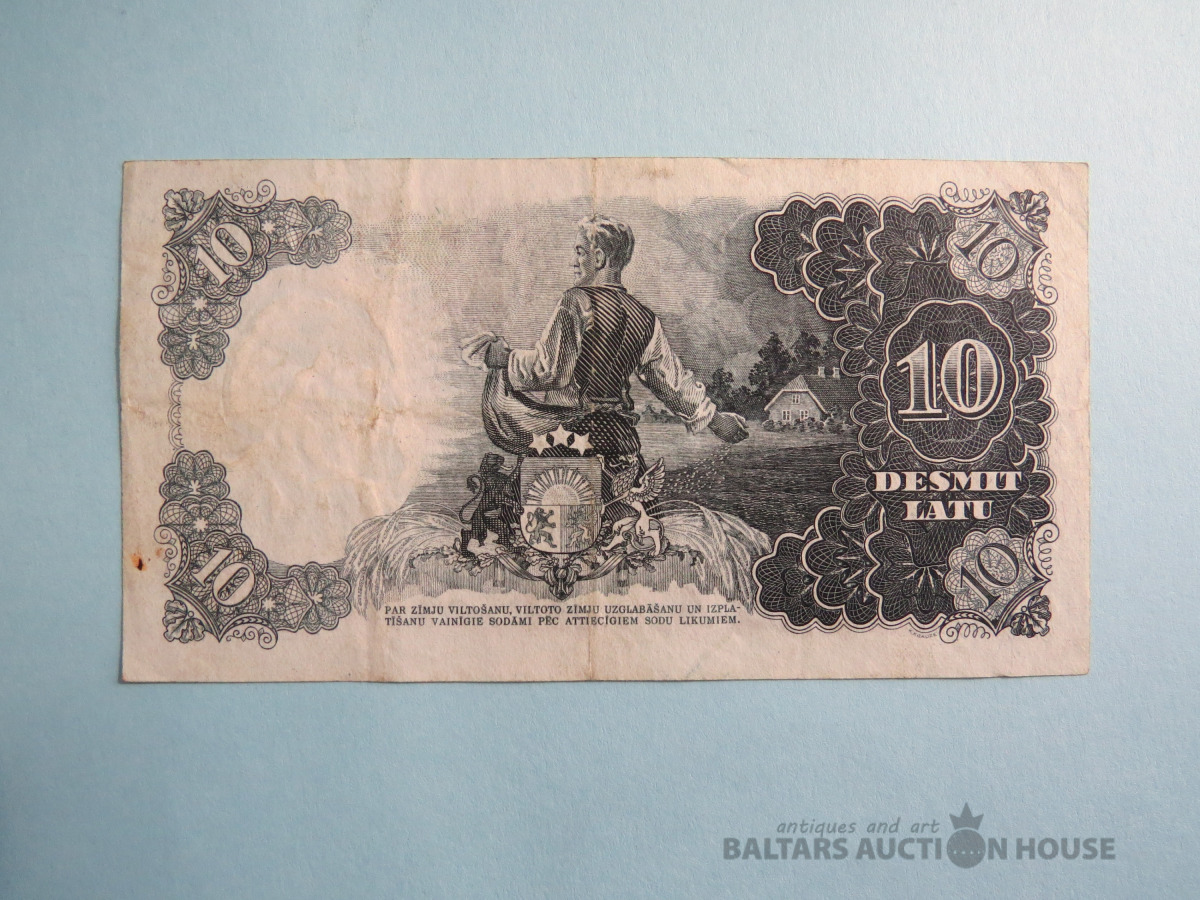 10
10
10
DESMIT
LATU
10
10
PAR ZĪMJU VILTOŠANU, VILTOTO ZĪMJU UZGLABĀŠANU UN IZPLA-
TĪŠANU VAINĪGIE SODĀMI PĒC ATTIECĪGIEM SODU LIKUMIEM.
antiques and art
BALTARS AUCTION HOUSE